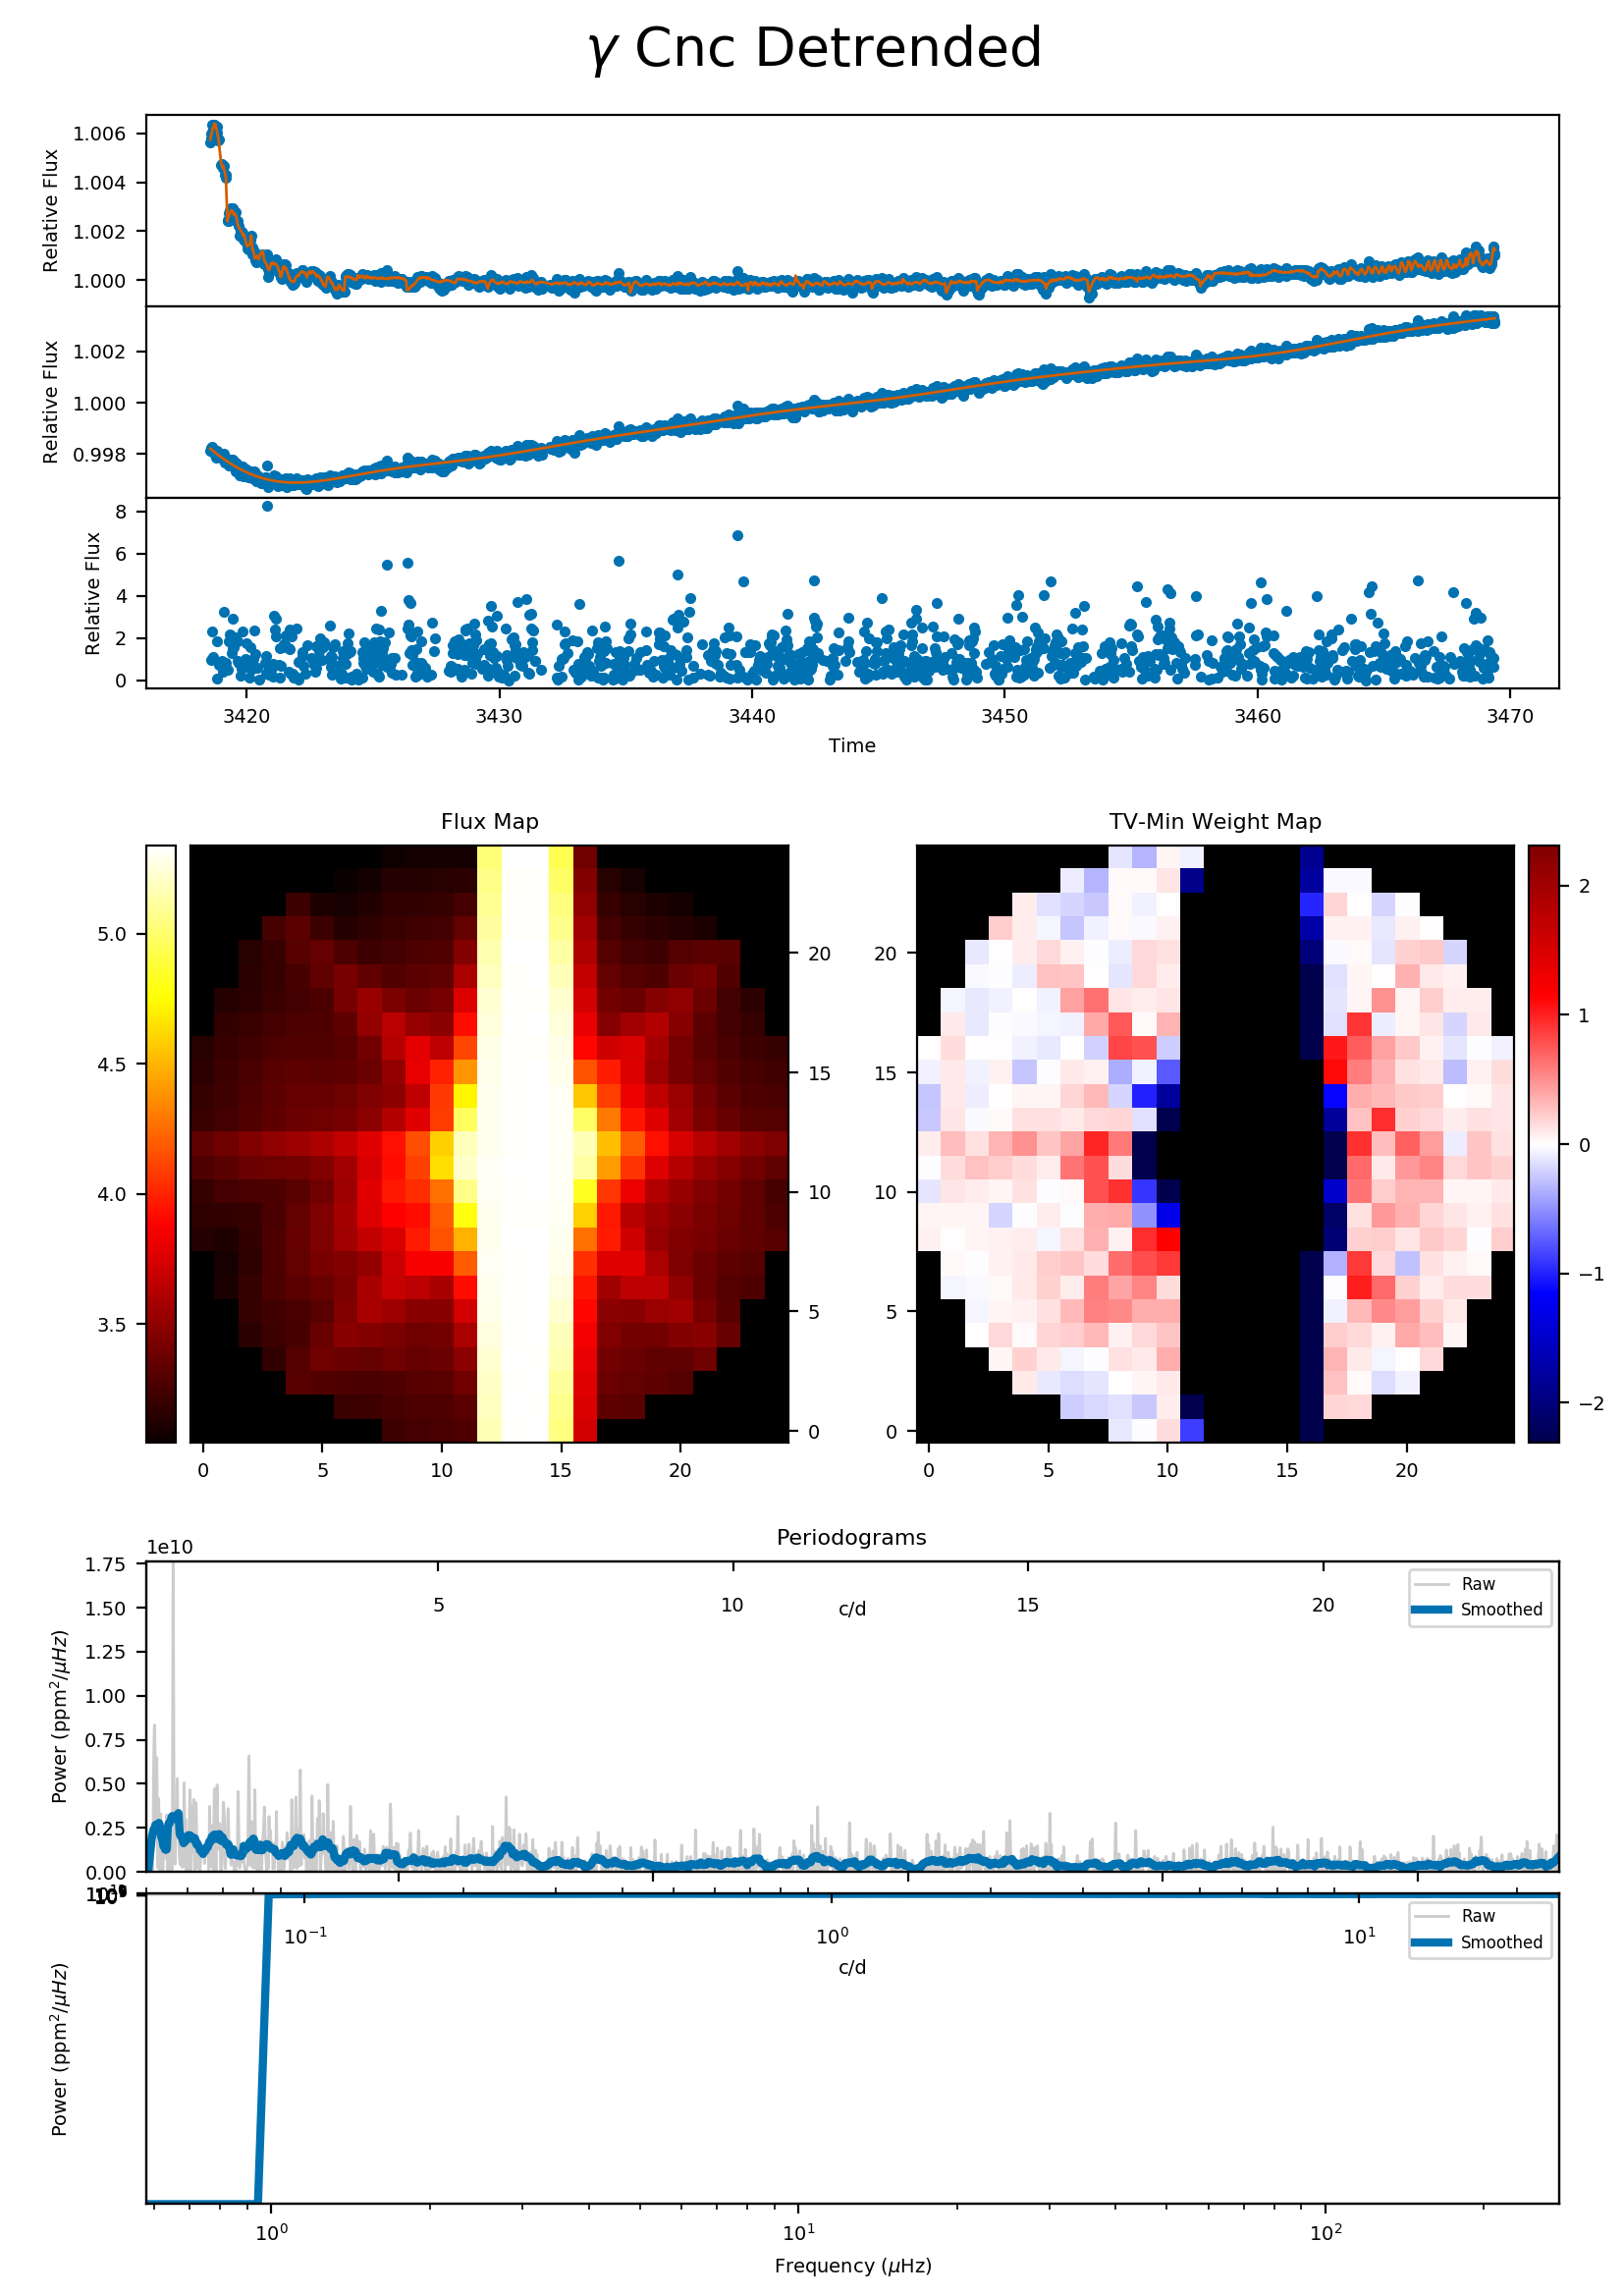 γ Cnc Detrended
1.006
1.004
1.002
1.000
Relative Flux
1.002
1.000
0.998
Relative Flux
8
6
4
2
0
Relative Flux
3420 3430 3440 3450 3460 3470
Time
Flux Map
5.0
4.5
4.0
3.5
20
15
10
5
0
0 5 10 15 20
TV-Min Weight Map
20
15
10
5
0
0 5 10 15 20
2
1
0
−1
−2
Periodograms
1e10
1.75
1.50
1.25
1.00
0.75
0.50
0.25
0.00
Power (ppm²/μHz)
5 10 15 20
c/d
Raw
Smoothed
Power (ppm²/μHz)
10⁻¹ 10⁰ 10¹
c/d
Raw
Smoothed
10⁰ 10¹ 10²
Frequency (μHz)